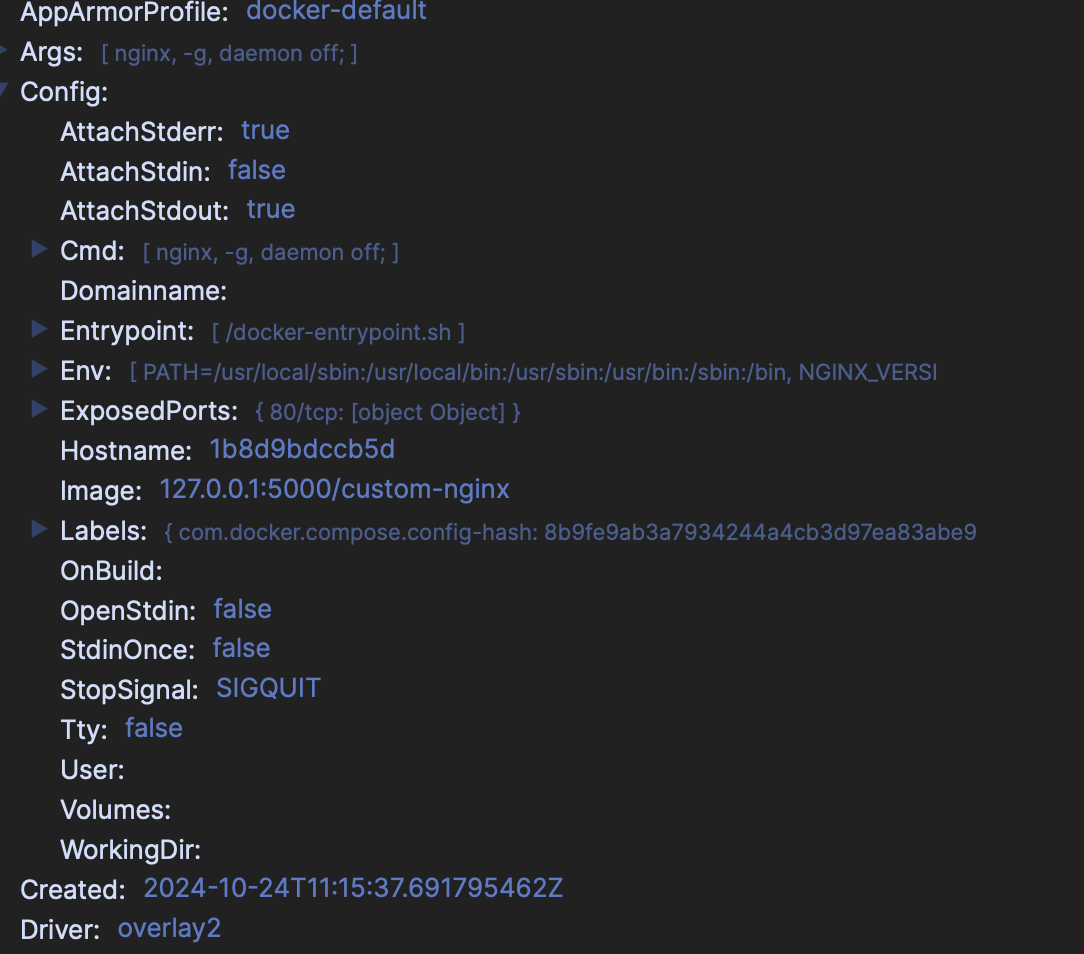 AppArmorProfile: docker-default
Args: [ nginx, -g, daemon off; ]
Config:
AttachStderr: true
AttachStdin: false
AttachStdout: true
Cmd: [ nginx, -g, daemon off; ]
Domainname:
Entrypoint: [ /docker-entrypoint.sh ]
Env: [ PATH=/usr/local/sbin:/usr/local/bin:/usr/sbin:/usr/bin:/sbin:/bin, NGINX_VERSI
ExposedPorts: { 80/tcp: [object Object] }
Hostname: 1b8d9bdccb5d
Image: 127.0.0.1:5000/custom-nginx
Labels: { com.docker.compose.config-hash: 8b9fe9ab3a7934244a4cb3d97ea83abe9
OnBuild:
OpenStdin: false
StdinOnce: false
StopSignal: SIGQUIT
Tty: false
User:
Volumes:
WorkingDir:
Created: 2024-10-24T11:15:37.691795462Z
Driver: overlay2